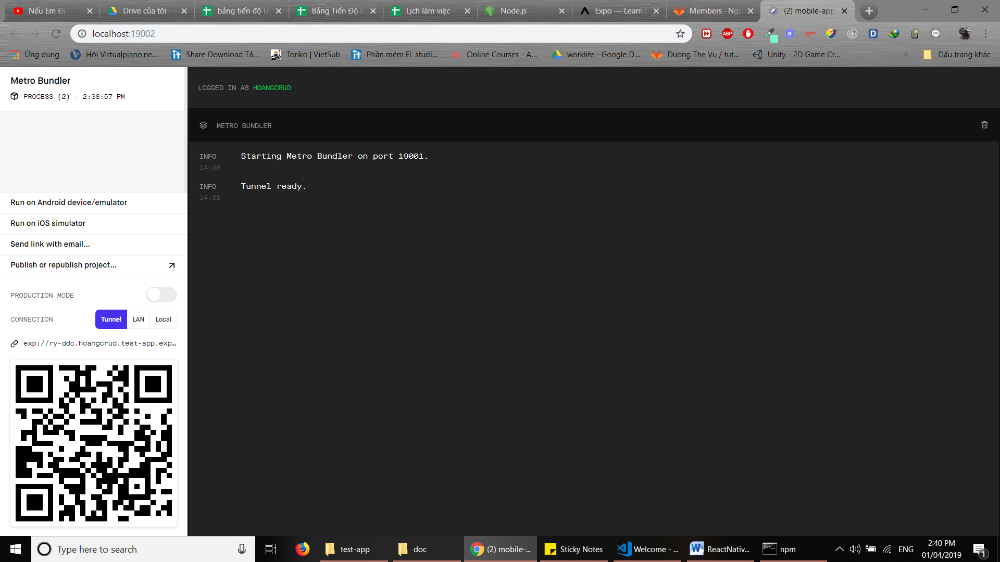 Nếu Em Đi
Drive của tôi -
bảng tiến độ u
Bảng Tiến Độ C
Lịch làm việc -
Node.js
Expo — Learn
Members · Ngu
(2) mobile-app
localhost:19002
ABP
Ứng dụng
Hội Virtualpiano.ne...
Share Download Tả...
Toriko | VietSub
Phần mêm FL studi...
Online Courses - A...
worklife - Google D...
Duong The Vu / tut...
Unity - 2D Game Cr...
»
Dấu trang khác
Metro Bundler
PROCESS (2) - 2:38:57 PM
LOGGED IN AS HOANGCRUD
METRO BUNDLER
INFO Starting Metro Bundler on port 19001.
14:38
INFO Tunnel ready.
14:38
Run on Android device/emulator
Run on iOS simulator
Send link with email...
Publish or republish project...
PRODUCTION MODE
CONNECTION Tunnel LAN Local
exp://ry-ddc.hoangcrud.test-app.exp...
Type here to search
test-app
doc
(2) mobile-...
Sticky Notes
Welcome - ...
ReactNativ...
npm
ENG
2:40 PM
01/04/2019
1